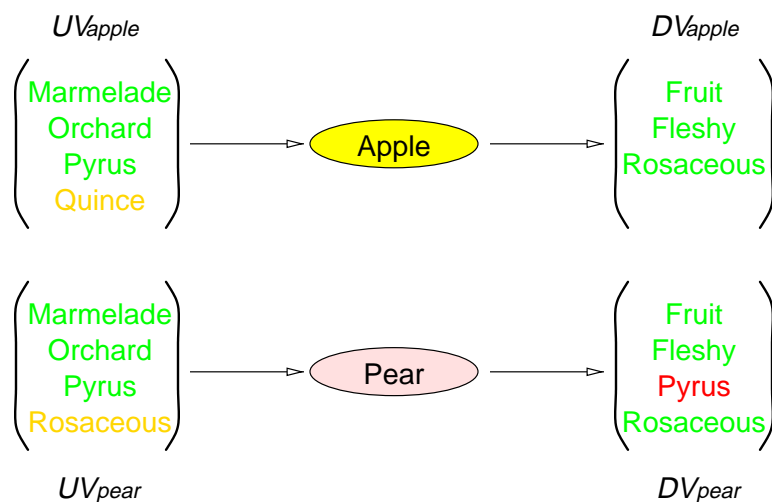 UVapple
DVapple
Marmelade
Orchard
Pyrus
Quince
Apple
Fruit
Fleshy
Rosaceous
Marmelade
Orchard
Pyrus
Rosaceous
Pear
Fruit
Fleshy
Pyrus
Rosaceous
UVpear
DVpear